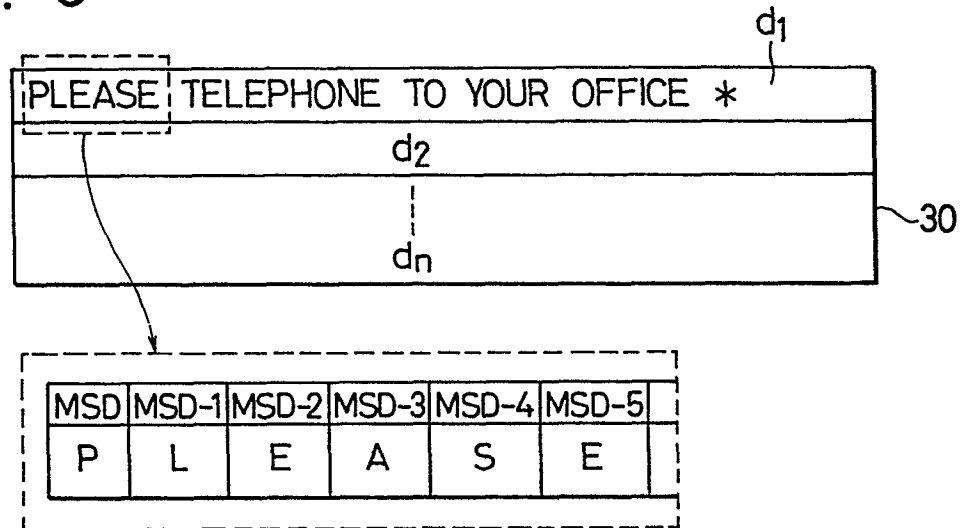 d1
PLEASE TELEPHONE TO YOUR OFFICE *
d2
30
dn
MSD MSD-1 MSD-2 MSD-3 MSD-4 MSD-5
P L E A S E